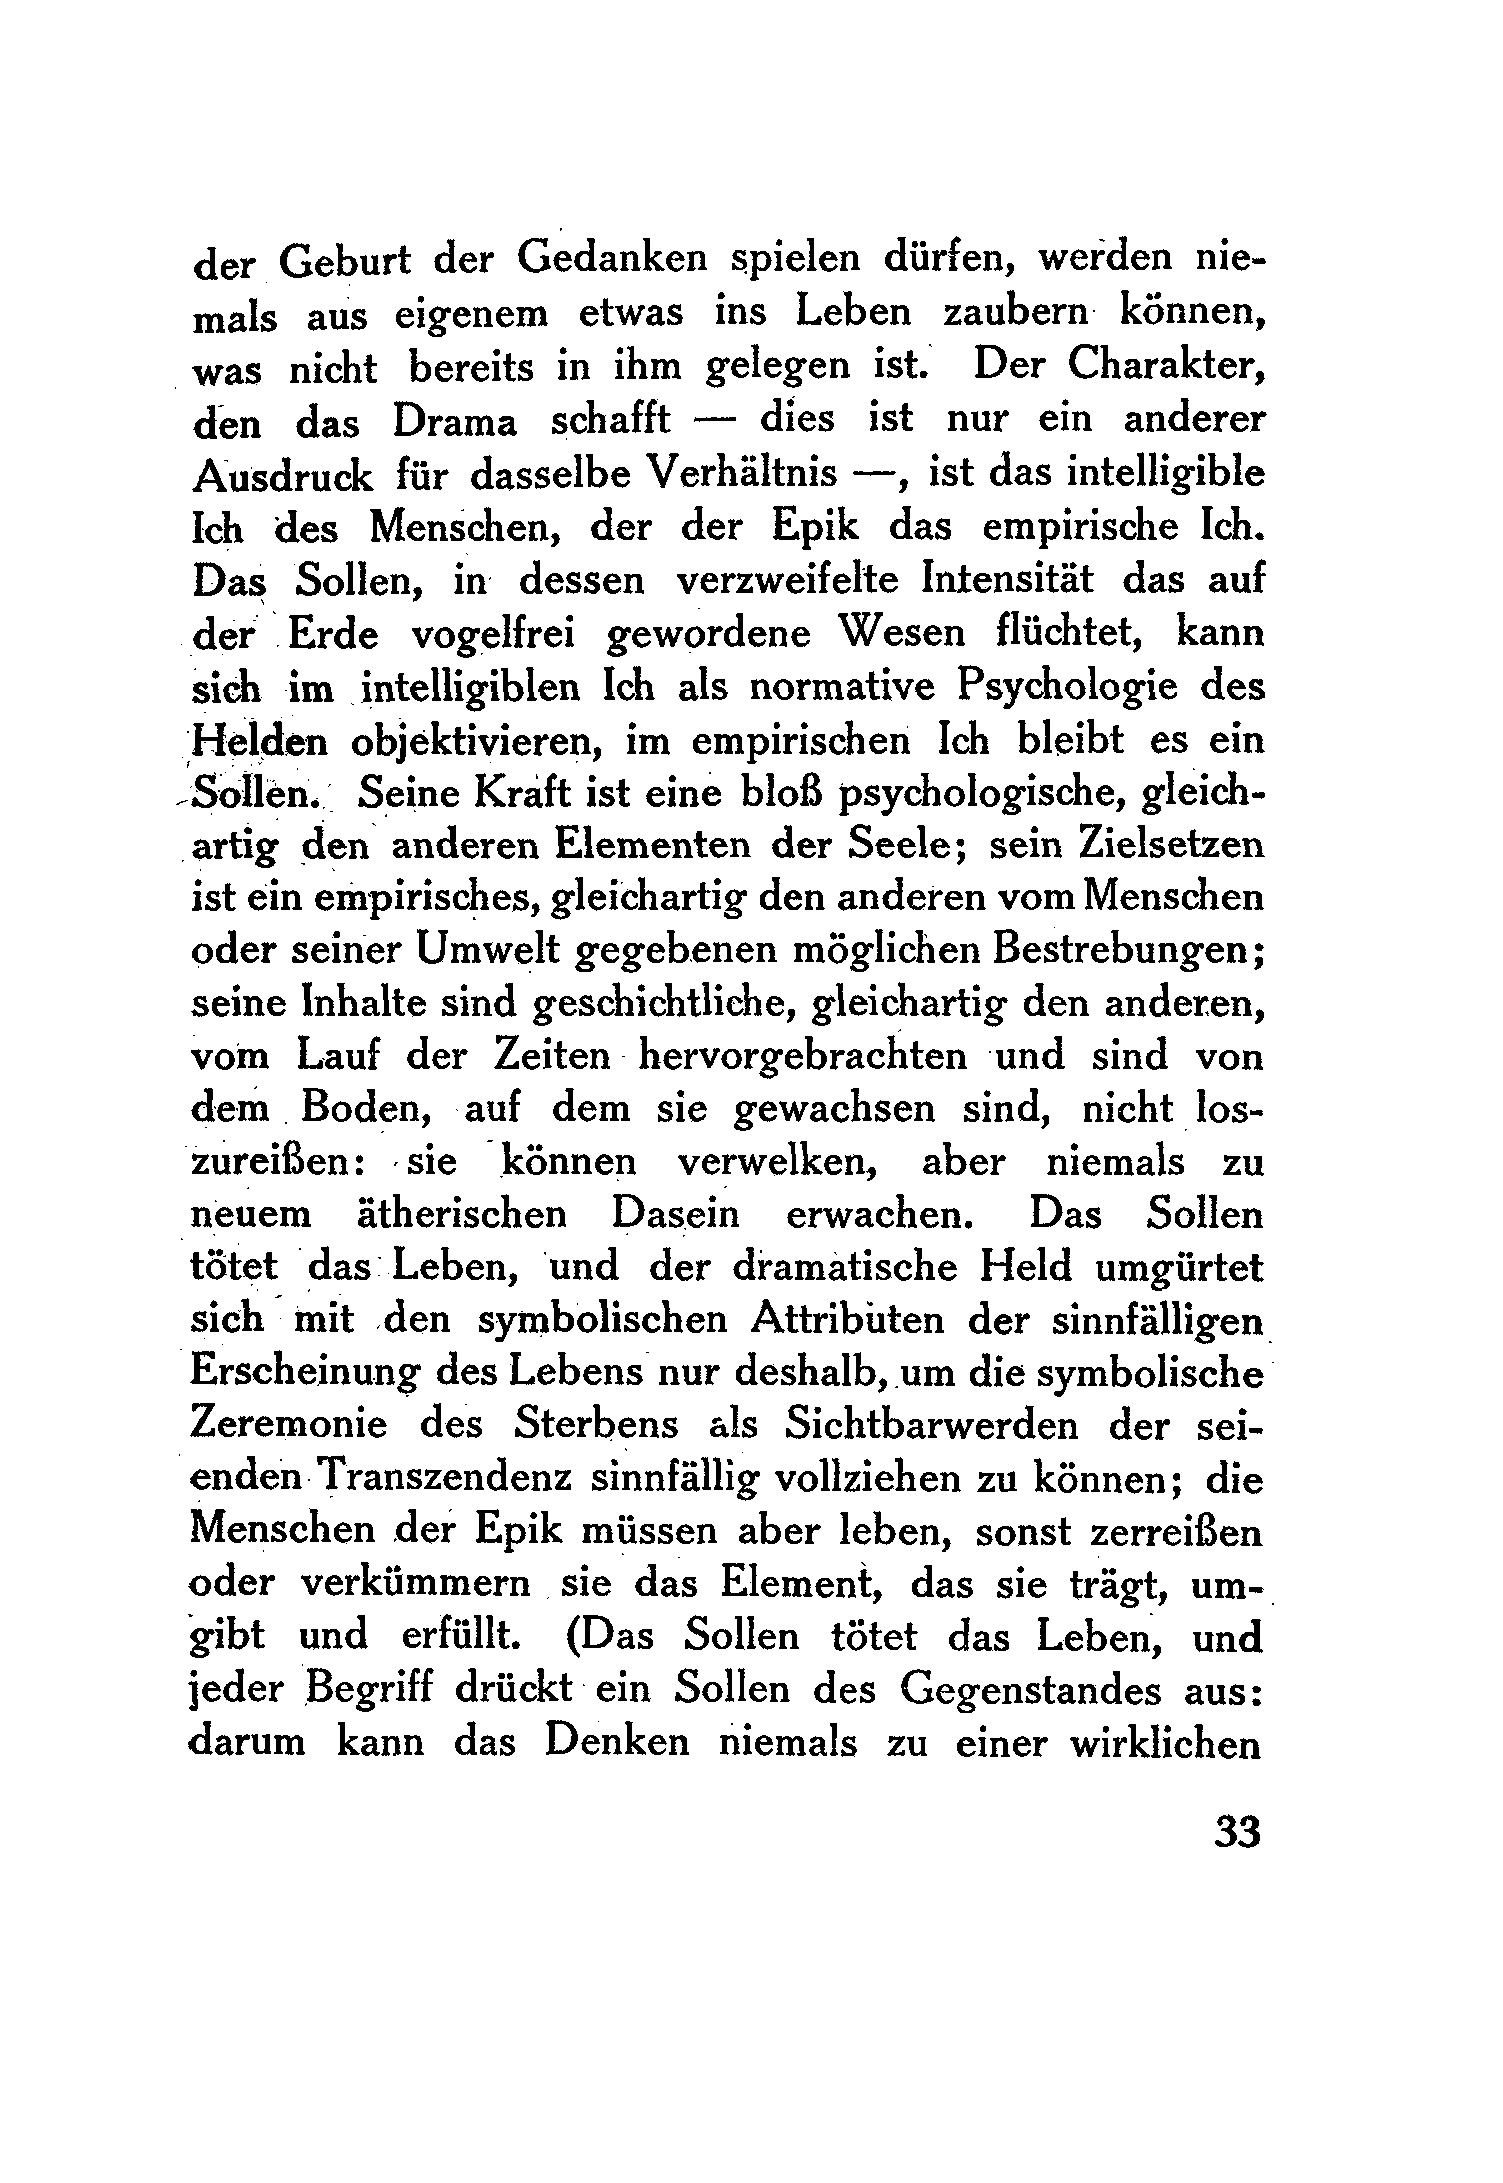 der Geburt der Gedanken spielen dürfen, werden nie-
mals aus eigenem etwas ins Leben zaubern können,
was nicht bereits in ihm gelegen ist. Der Charakter,
den das Drama schafft — dies ist nur ein anderer
Ausdruck für dasselbe Verhältnis —, ist das intelligible
Ich des Menschen, der der Epik das empirische Ich.
Das Sollen, in dessen verzweifelte Intensität das auf
der Erde vogelfrei gewordene Wesen flüchtet, kann
sich im intelligiblen Ich als normative Psychologie des
Helden objektivieren, im empirischen Ich bleibt es ein
Sollen. Seine Kraft ist eine bloß psychologische, gleich-
artig den anderen Elementen der Seele; sein Zielsetzen
ist ein empirisches, gleichartig den anderen vom Menschen
oder seiner Umwelt gegebenen möglichen Bestrebungen;
seine Inhalte sind geschichtliche, gleichartig den anderen,
vom Lauf der Zeiten hervorgebrachten und sind von
dem Boden, auf dem sie gewachsen sind, nicht los-
zureißen: sie können verwelken, aber niemals zu
neuem ätherischen Dasein erwachen. Das Sollen
tötet das Leben, und der dramatische Held umgürtet
sich mit den symbolischen Attributen der sinnfälligen
Erscheinung des Lebens nur deshalb, um die symbolische
Zeremonie des Sterbens als Sichtbarwerden der sei-
enden Transzendenz sinnfällig vollziehen zu können; die
Menschen der Epik müssen aber leben, sonst zerreißen
oder verkümmern sie das Element, das sie trägt, um-
gibt und erfüllt. (Das Sollen tötet das Leben, und
jeder Begriff drückt ein Sollen des Gegenstandes aus:
darum kann das Denken niemals zu einer wirklichen
33